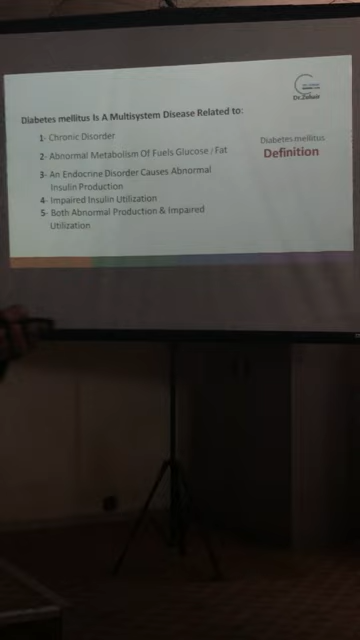 Diabetes mellitus Is A Multisystem Disease Related to:
1- Chronic Disorder
2- Abnormal Metabolism Of Fuels Glucose / Fat
3- An Endocrine Disorder Causes Abnormal
Insulin Production
4- Impaired Insulin Utilization
5- Both Abnormal Production & Impaired
Utilization
Diabetes mellitus
Definition